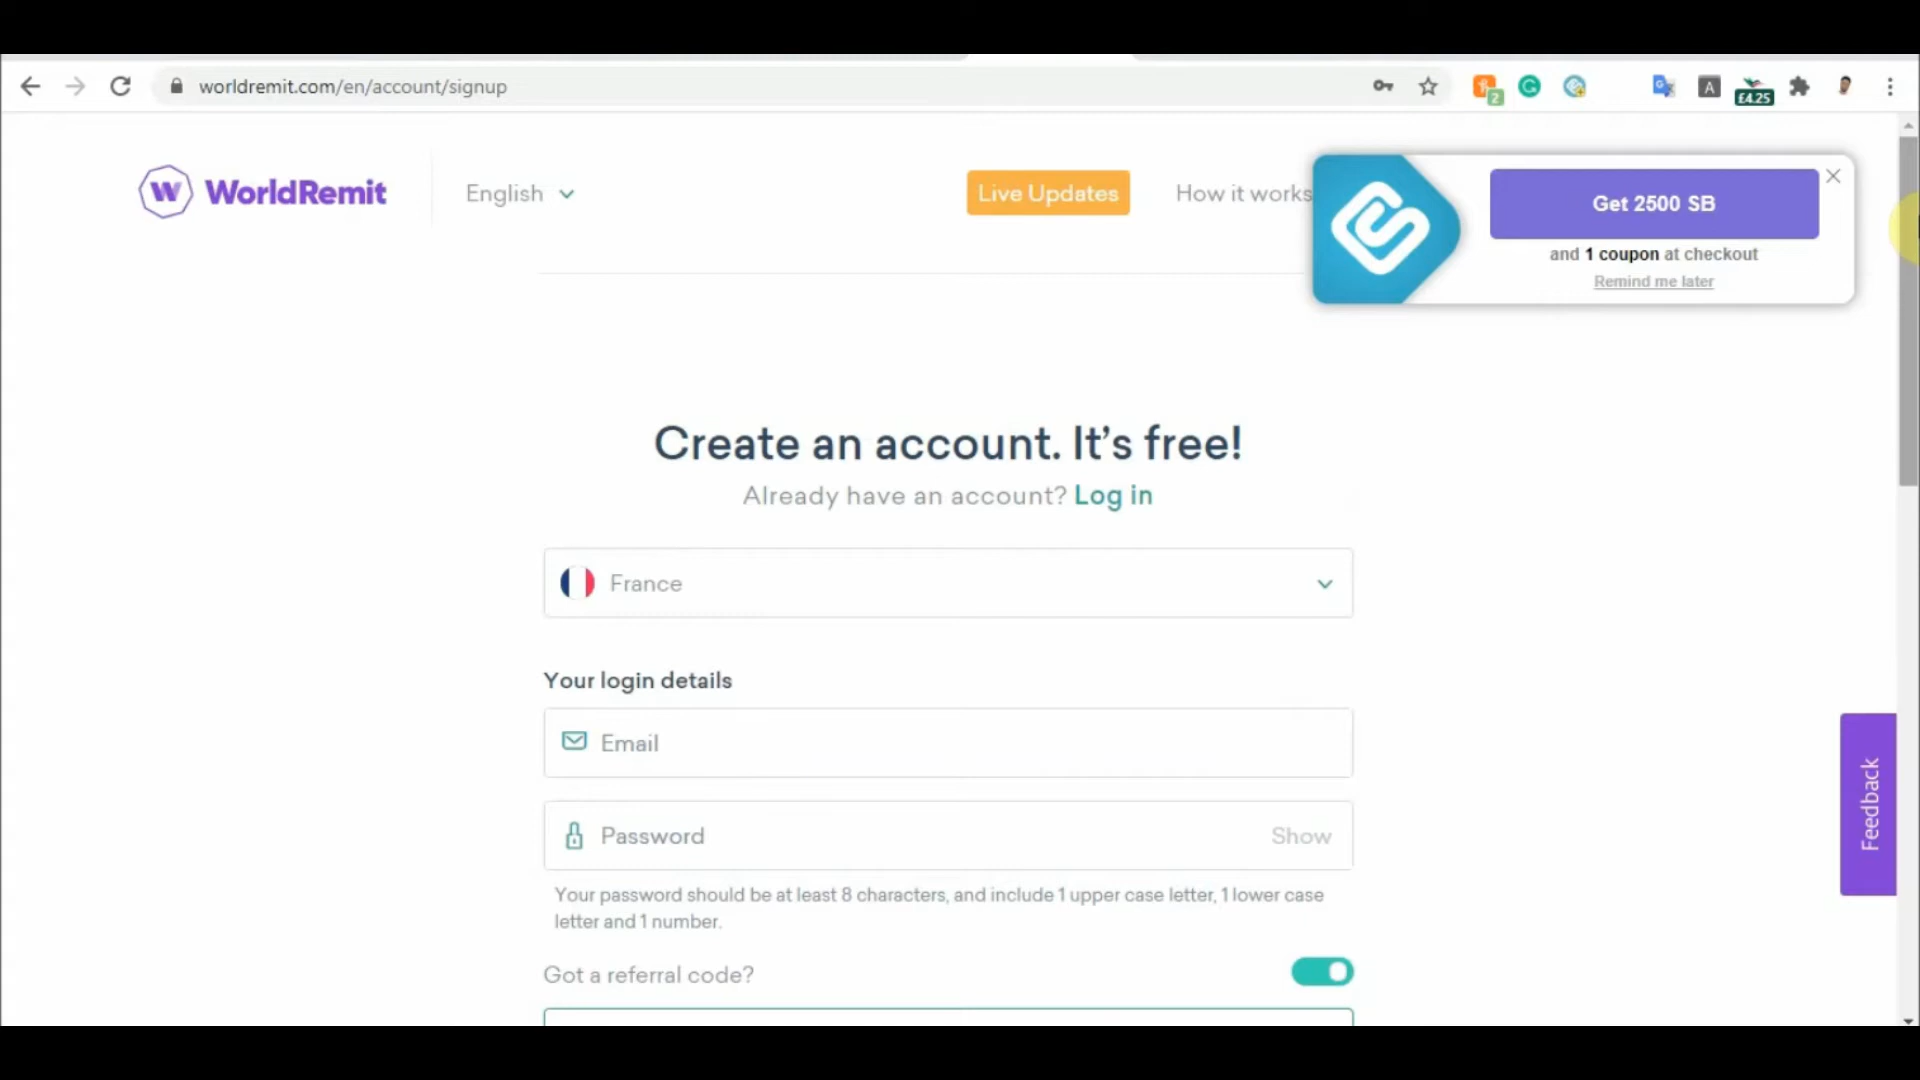 worldremit.com/en/account/signup
2
A
£4.25
WorldRemit
English
Live Updates
How it works
Get 2500 SB
and 1 coupon at checkout
Remind me later
Create an account. It's free!
Already have an account? Log in
France
Your login details
Email
Password
Show
Your password should be at least 8 characters, and include 1 upper case letter, 1 lower case
letter and 1 number.
Got a referral code?
Feedback